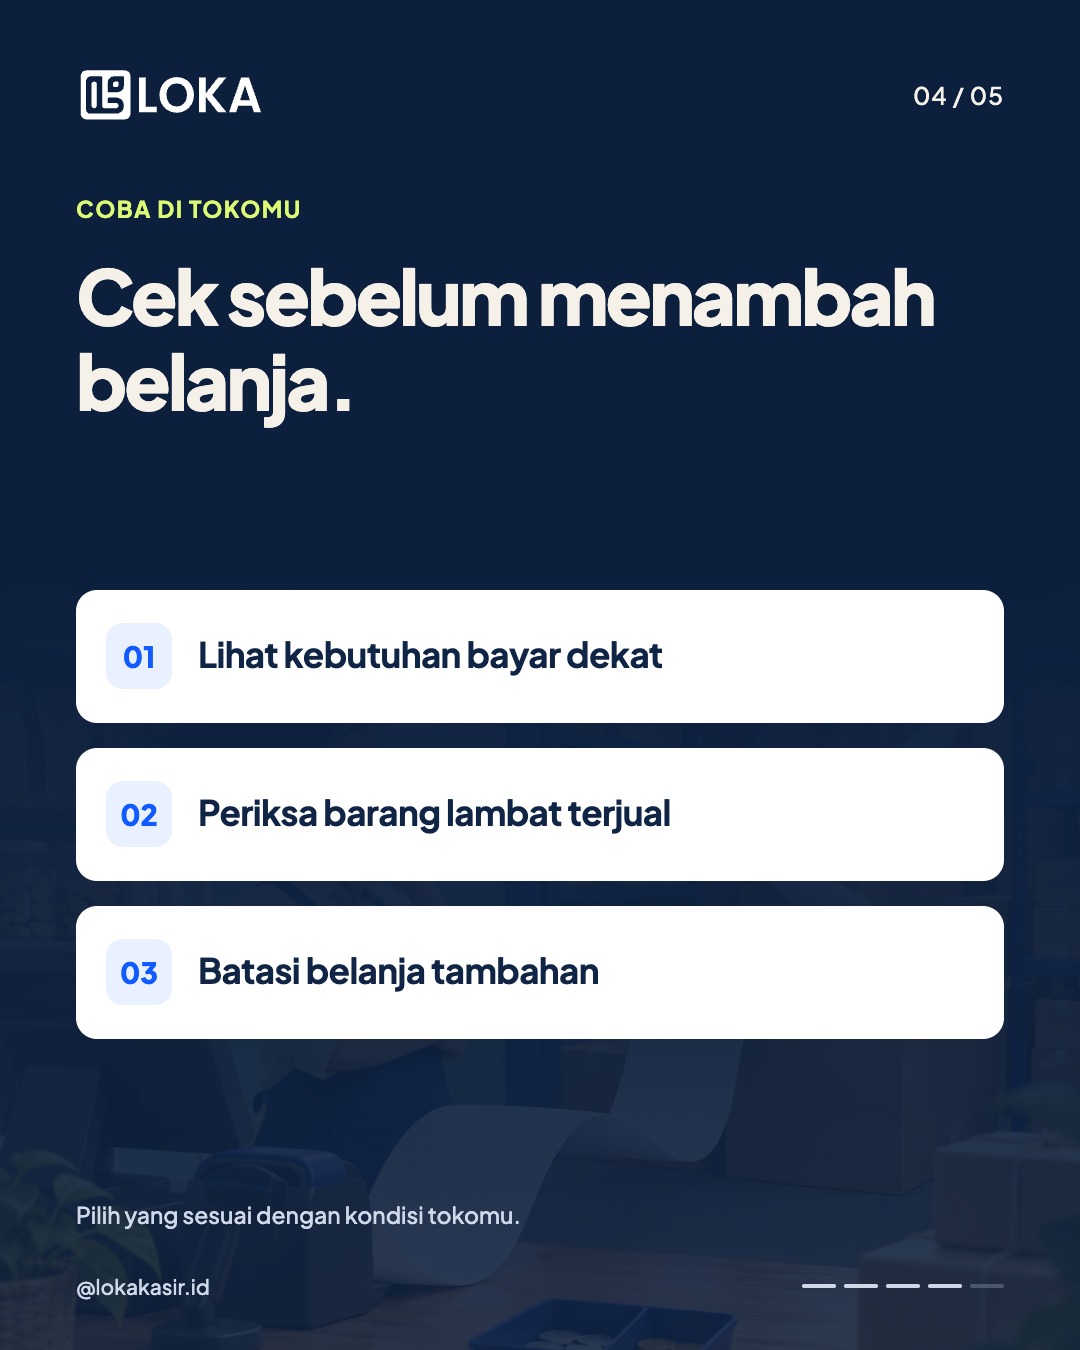 LOKA
04 / 05
COBA DI TOKOMU
Cek sebelum menambah
belanja.
01 Lihat kebutuhan bayar dekat
02 Periksa barang lambat terjual
03 Batasi belanja tambahan
Pilih yang sesuai dengan kondisi tokomu.
@lokakasir.id